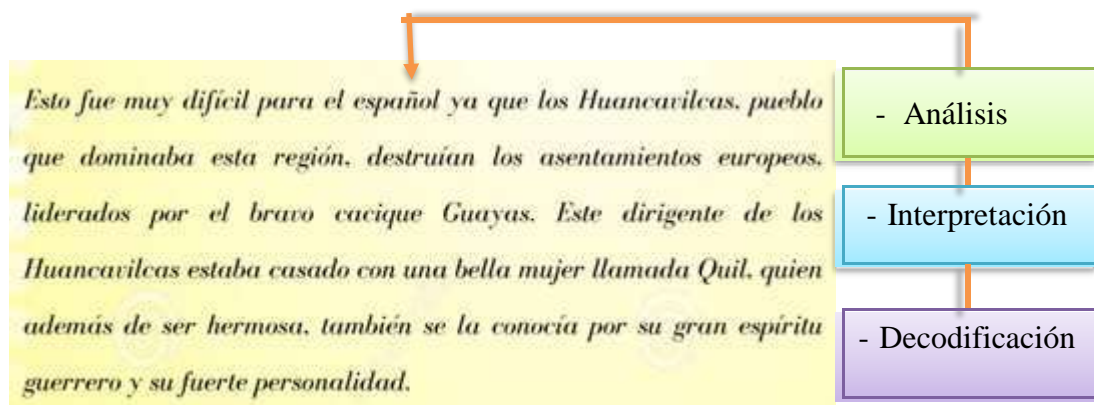 Esto fue muy difícil para el español ya que los Huancavilcas, pueblo
que dominaba esta región, destruían los asentamientos europeos,
liderados por el bravo cacique Guayas. Este dirigente de los
Huancavilcas estaba casado con una bella mujer llamada Quil, quien
además de ser hermosa, también se la conocía por su gran espíritu
guerrero y su fuerte personalidad.
- Análisis
- Interpretación
- Decodificación